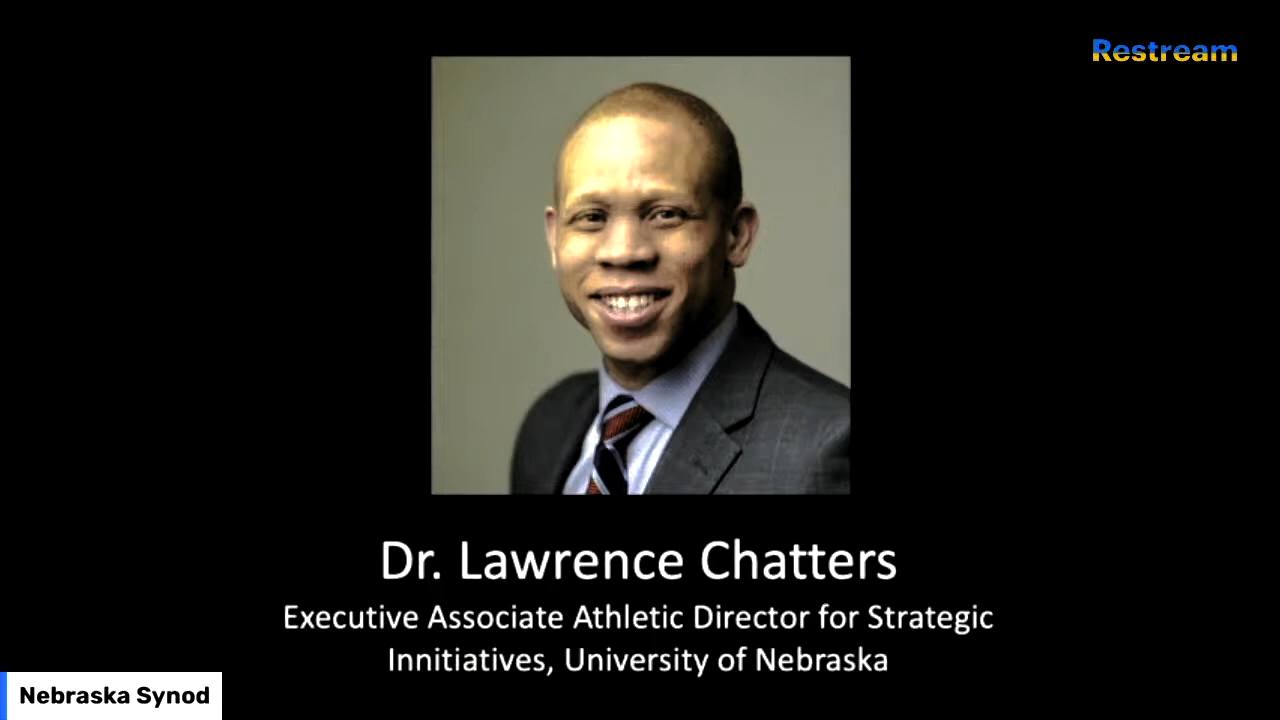 Restream
Dr. Lawrence Chatters
Executive Associate Athletic Director for Strategic
Innitiatives, University of Nebraska
Nebraska Synod